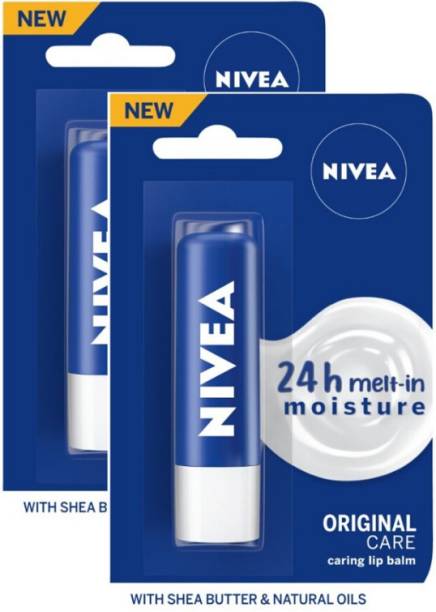 NEW
NIVEA
NIVEA
WITH SHEA B
NEW
NIVEA
NIVEA
24h melt-in
moisture
ORIGINAL
CARE
caring lip balm
WITH SHEA BUTTER & NATURAL OILS